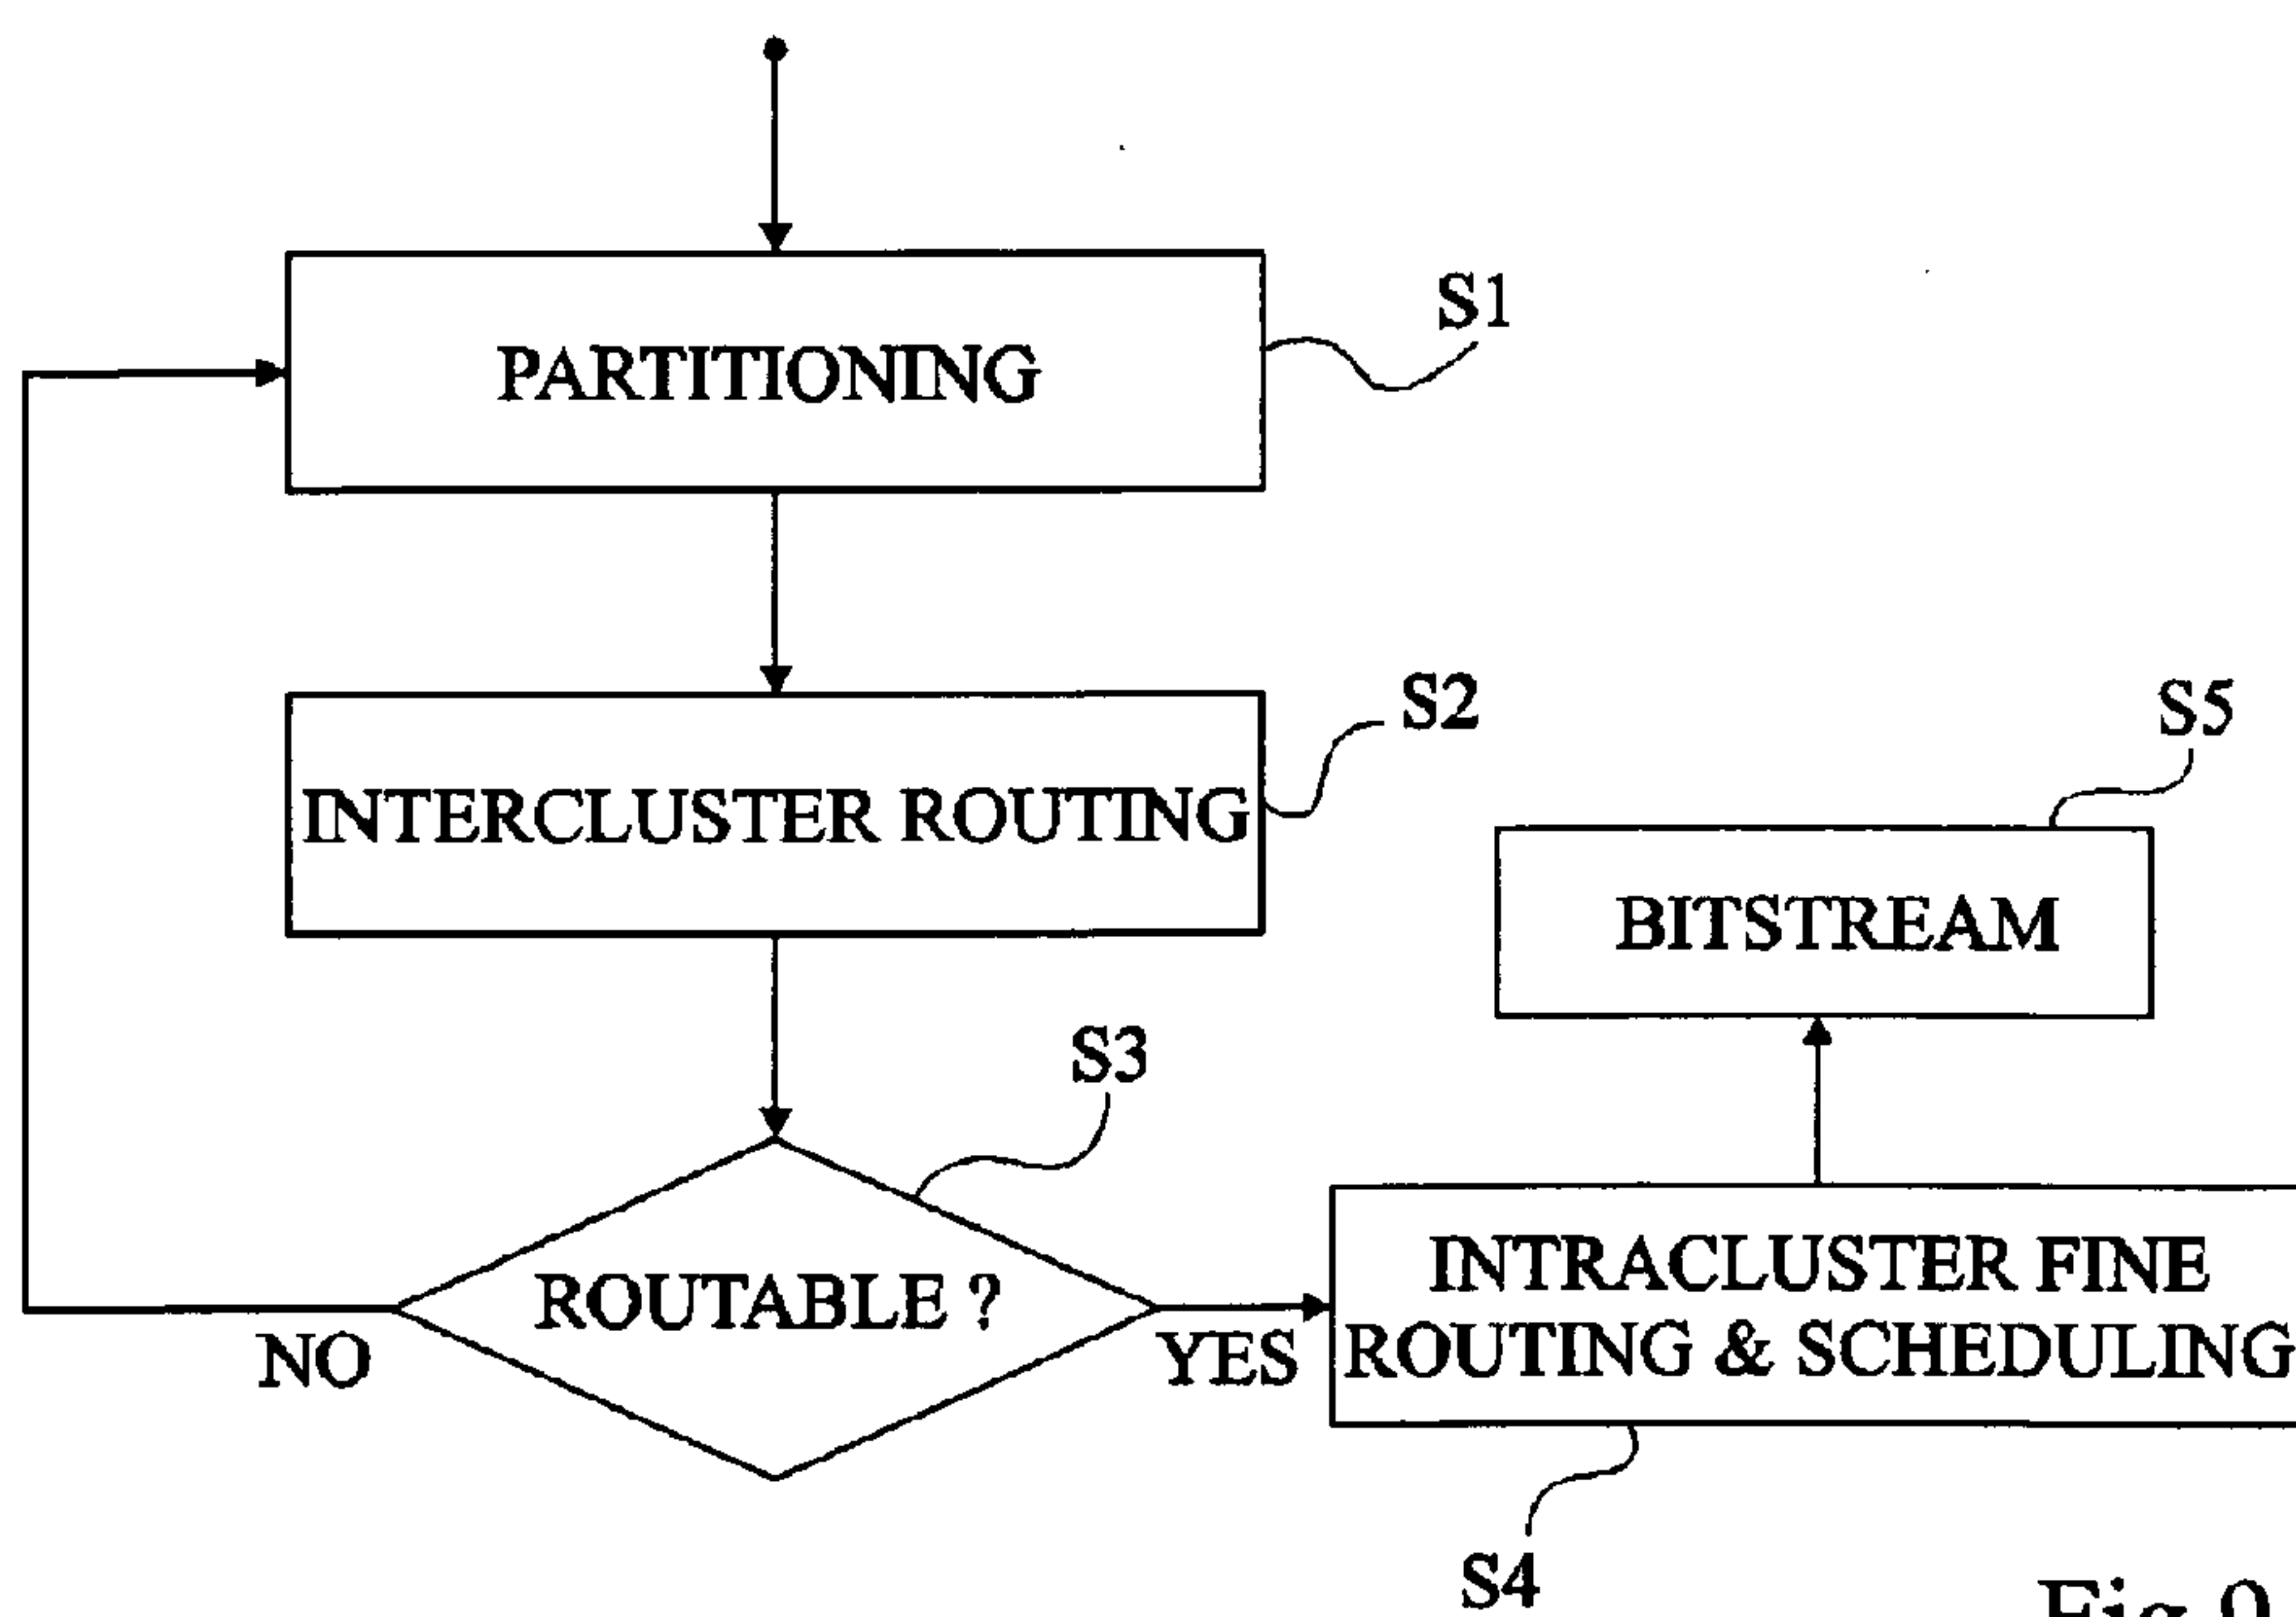 PARTITIONING
S1
INTERCLUSTER ROUTING
S2
S3
ROUTABLE ?
NO
YES
INTRACLUSTER FINE
ROUTING & SCHEDULING
S4
BITSTREAM
S5